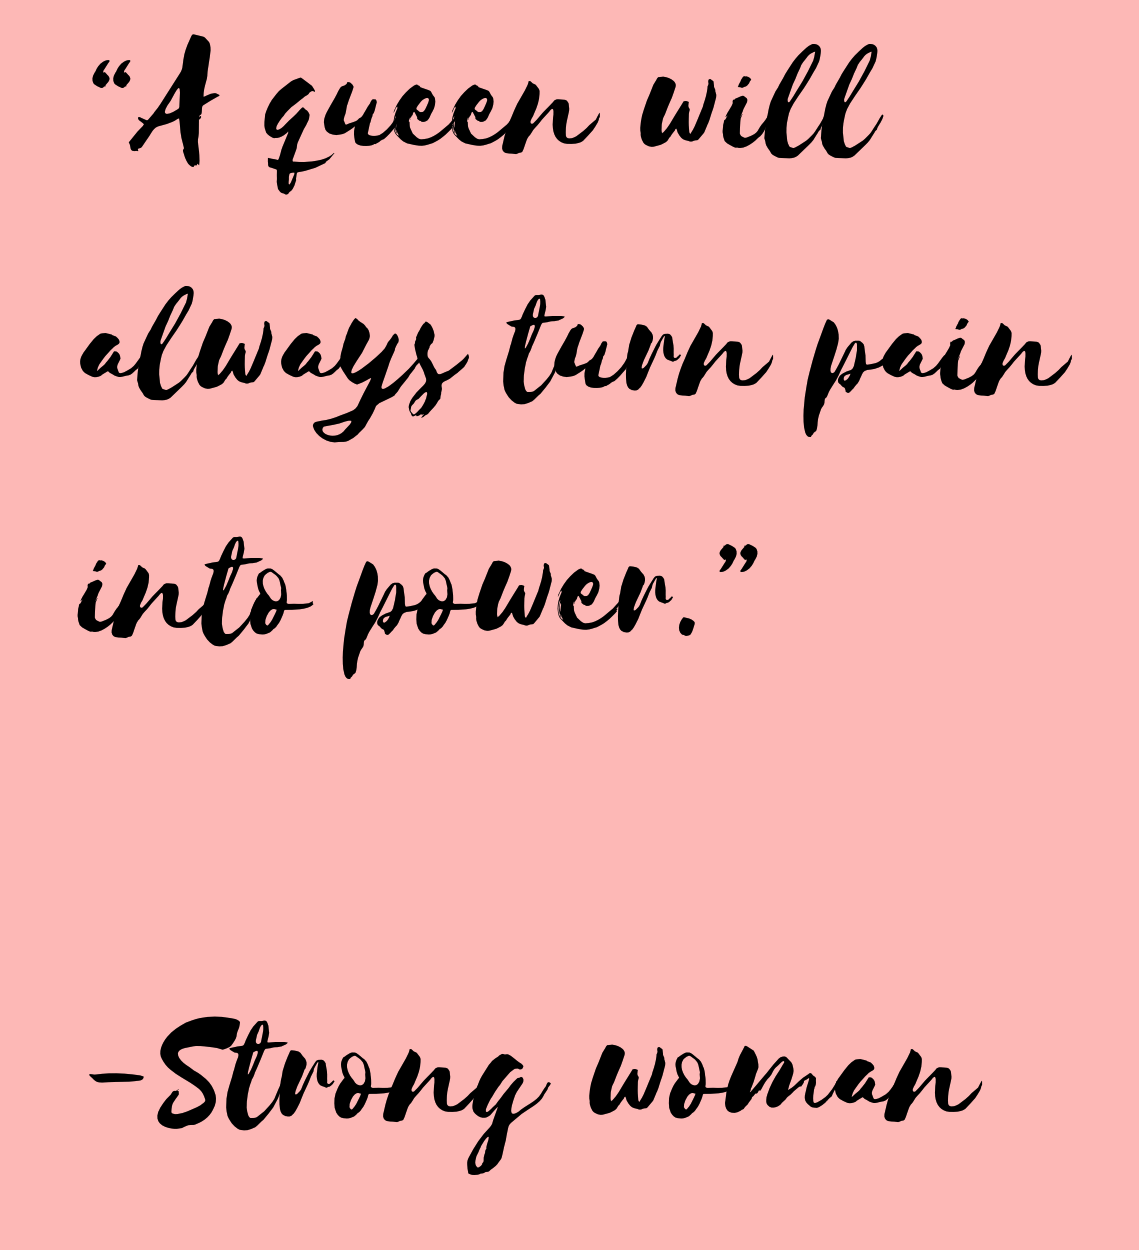 “A queen will
always turn pain
into power.”
-Strong woman